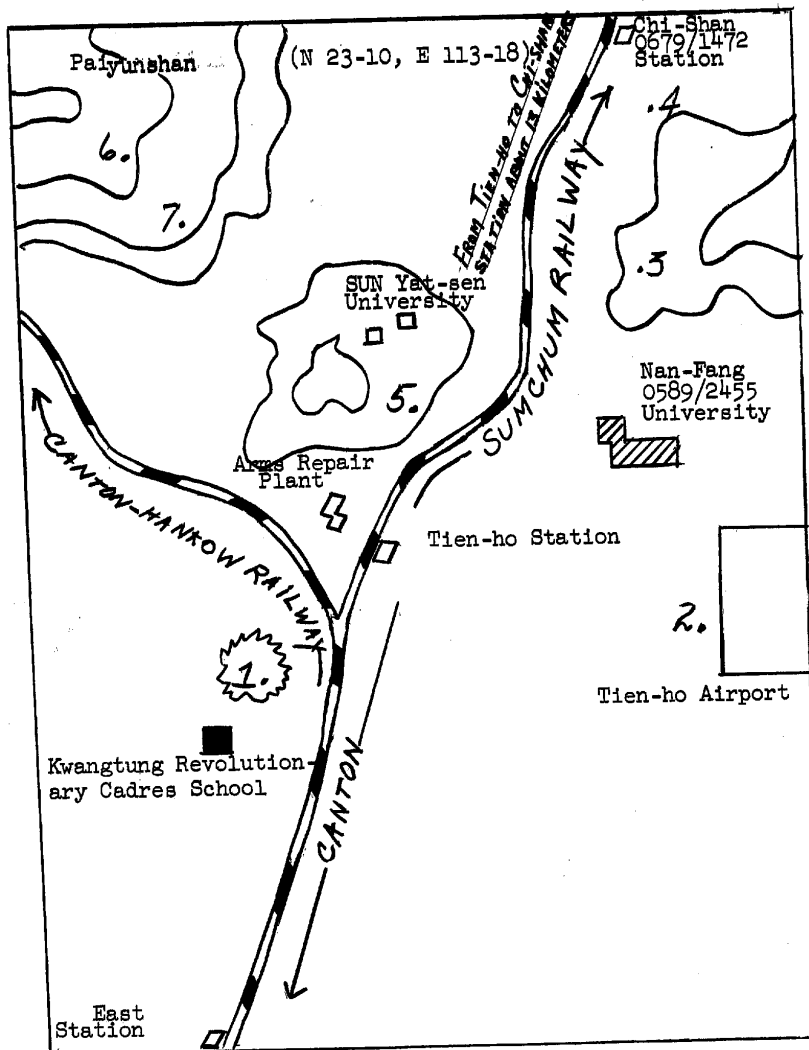 Chi-Shan
0679/1472
Station
Paiyunshan
(N 23-10, E 113-18)
FROM TIEN-HO TO CHI-SHAN
STATION ABOUT 13 KILOMETERS
.4
6.
7.
.3
SUN Yat-sen
University
SUMCHUM RAILWAY
Nan-Fang
0589/2455
University
5.
Arms Repair
Plant
CANTON-HANKOW RAILWAY
Tien-ho Station
2.
1.
Tien-ho Airport
Kwangtung Revolution-
ary Cadres School
CANTON
East
Station